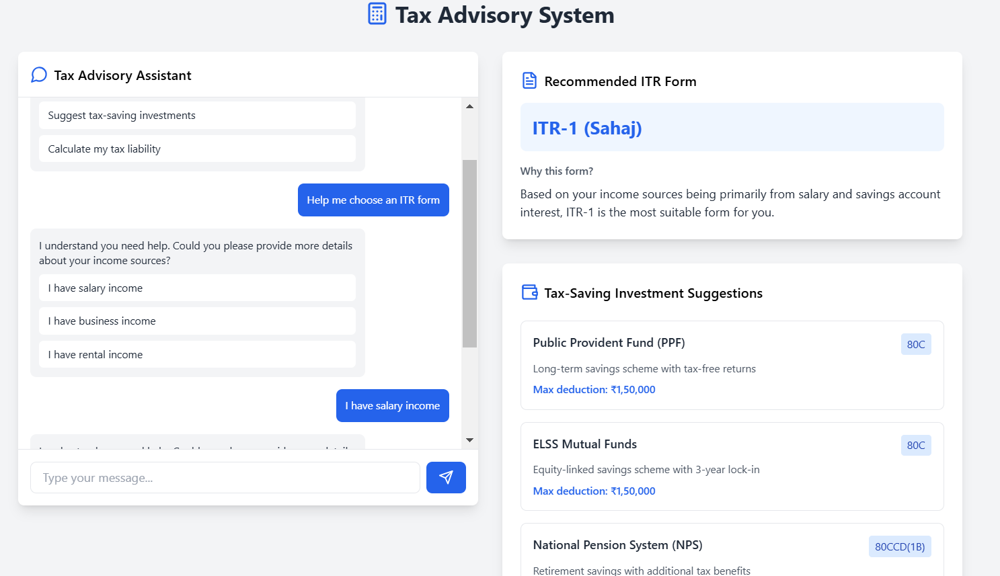 Tax Advisory System
Tax Advisory Assistant
Suggest tax-saving investments
Calculate my tax liability
Help me choose an ITR form
I understand you need help. Could you please provide more details
about your income sources?
I have salary income
I have business income
I have rental income
I have salary income
Type your message...
Recommended ITR Form
ITR-1 (Sahaj)
Why this form?
Based on your income sources being primarily from salary and savings account
interest, ITR-1 is the most suitable form for you.
Tax-Saving Investment Suggestions
Public Provident Fund (PPF)
80C
Long-term savings scheme with tax-free returns
Max deduction: ₹1,50,000
ELSS Mutual Funds
80C
Equity-linked savings scheme with 3-year lock-in
Max deduction: ₹1,50,000
National Pension System (NPS)
80CCD(1B)
Retirement savings with additional tax benefits